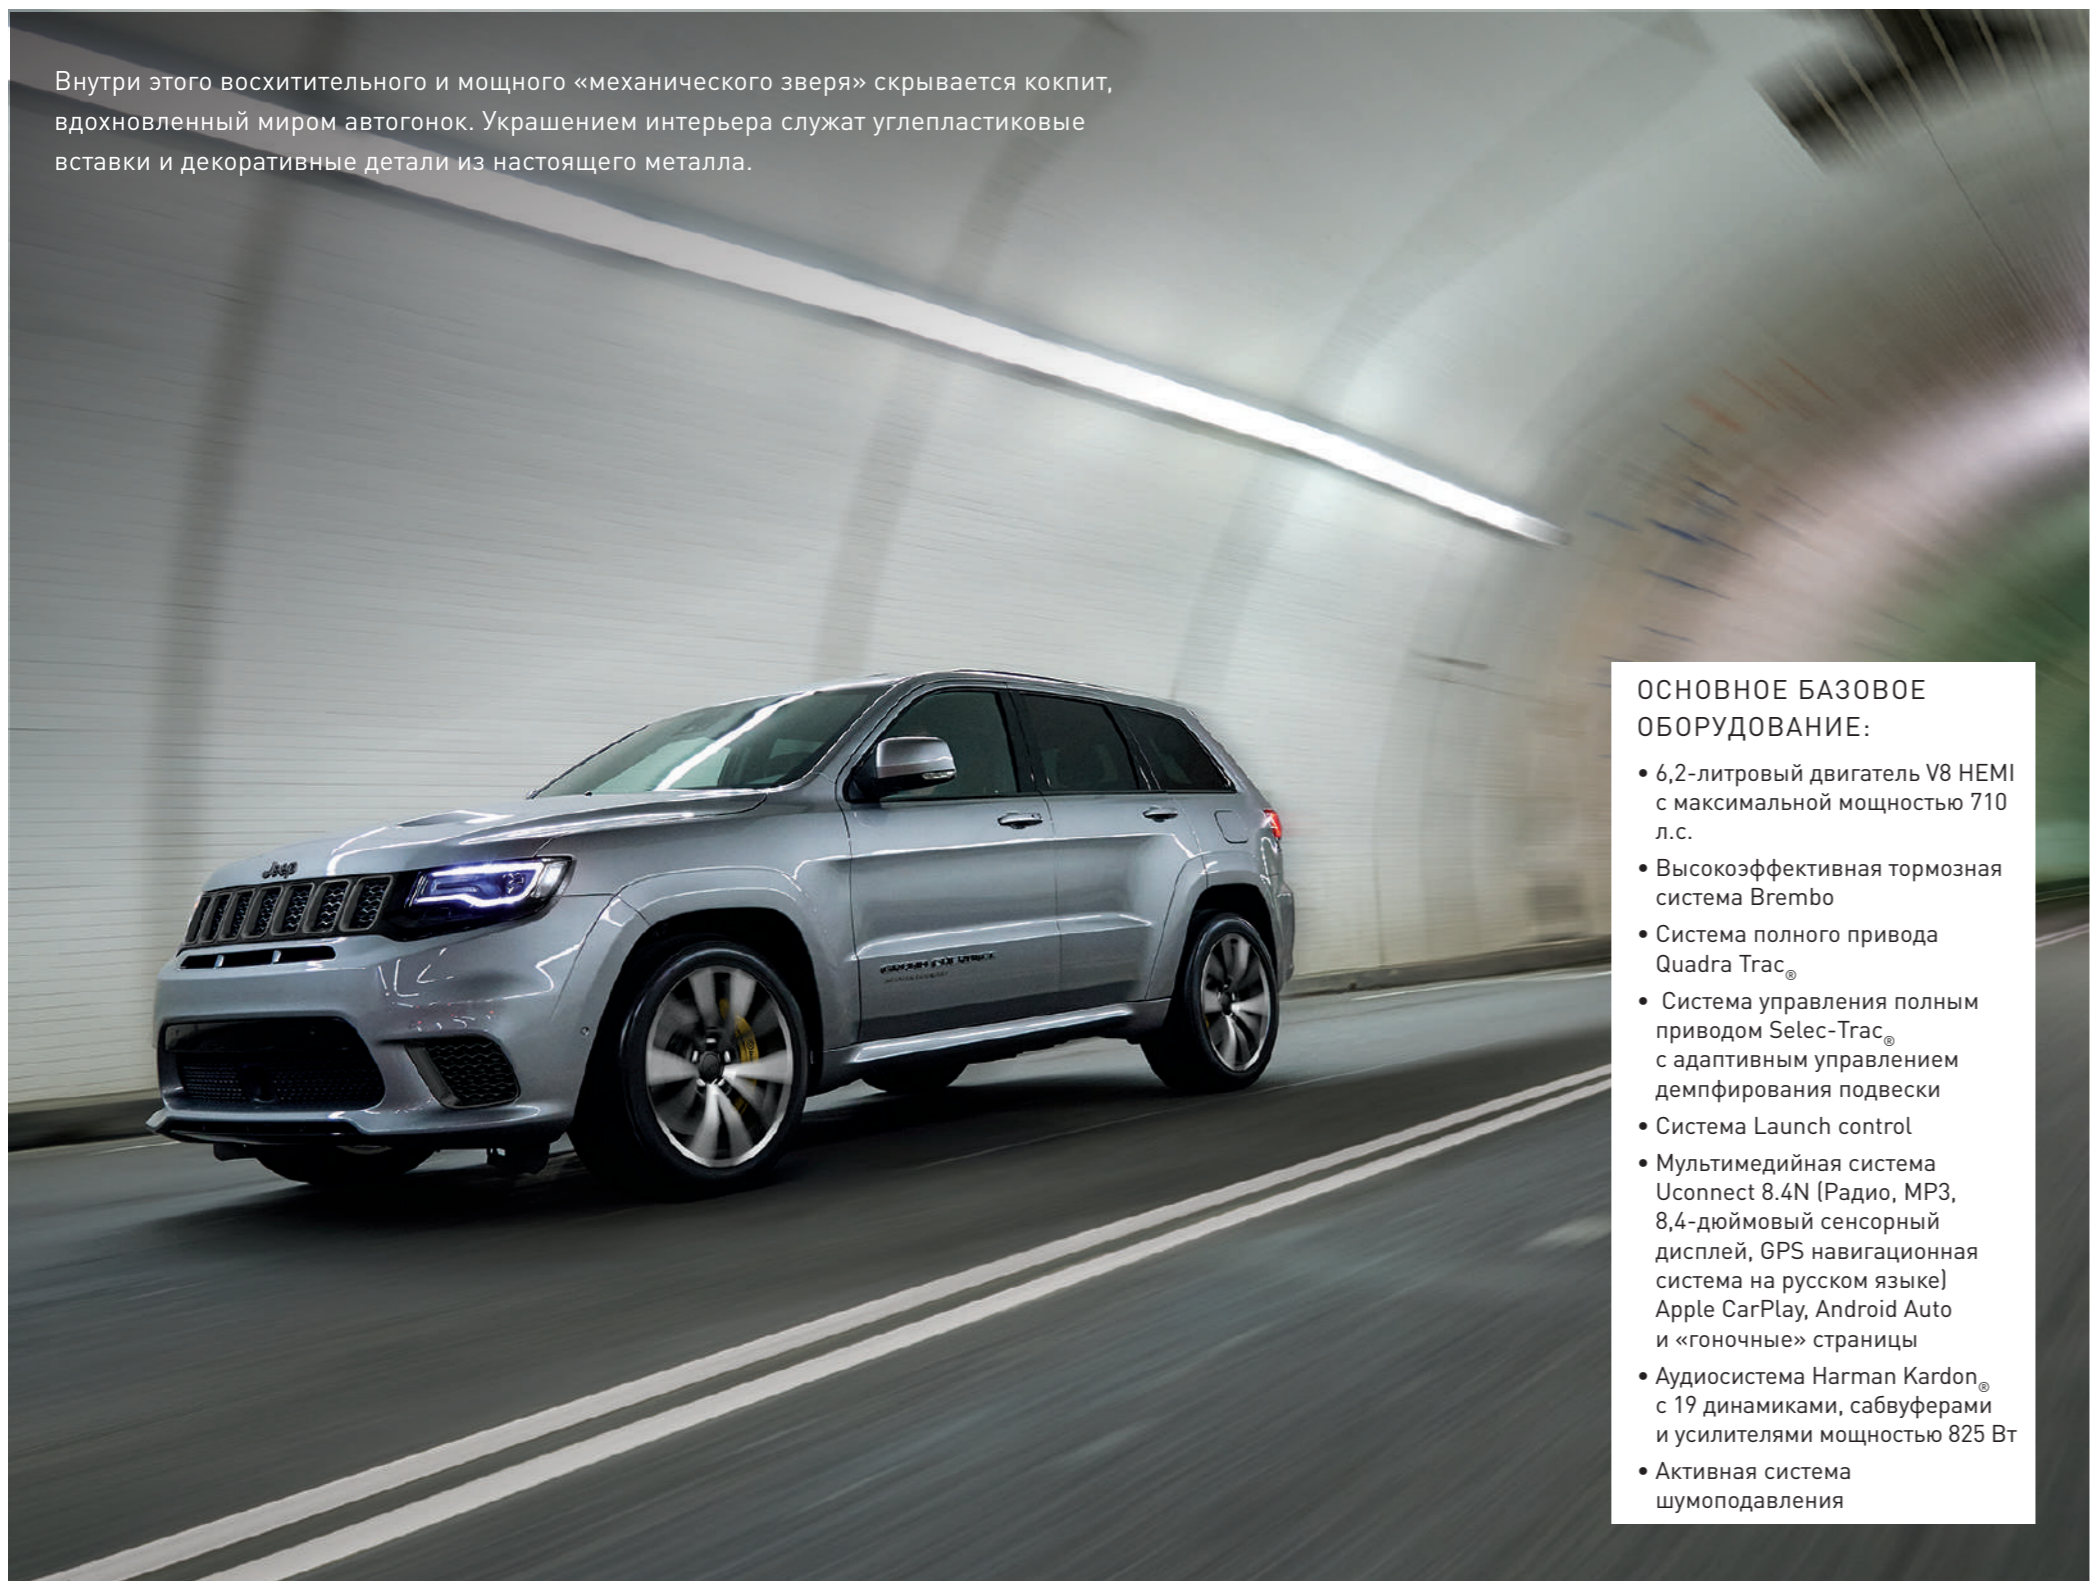 Внутри этого восхитительного и мощного «механического зверя» скрывается кокпит,
вдохновленный миром автогонок. Украшением интерьера служат углепластиковые
вставки и декоративные детали из настоящего металла.
Jeep
GRAND CHEROKEE
ОСНОВНОЕ БАЗОВОЕ
ОБОРУДОВАНИЕ:
• 6,2-литровый двигатель V8 HEMI
с максимальной мощностью 710
л.с.
• Высокоэффективная тормозная
система Brembo
• Система полного привода
Quadra Trac®
• Система управления полным
приводом Selec-Trac®
с адаптивным управлением
демпфирования подвески
• Система Launch control
• Мультимедийная система
Uconnect 8.4N (Радио, MP3,
8,4-дюймовый сенсорный
дисплей, GPS навигационная
система на русском языке)
Apple CarPlay, Android Auto
и «гоночные» страницы
• Аудиосистема Harman Kardon®
с 19 динамиками, сабвуферами
и усилителями мощностью 825 Вт
• Активная система
шумоподавления